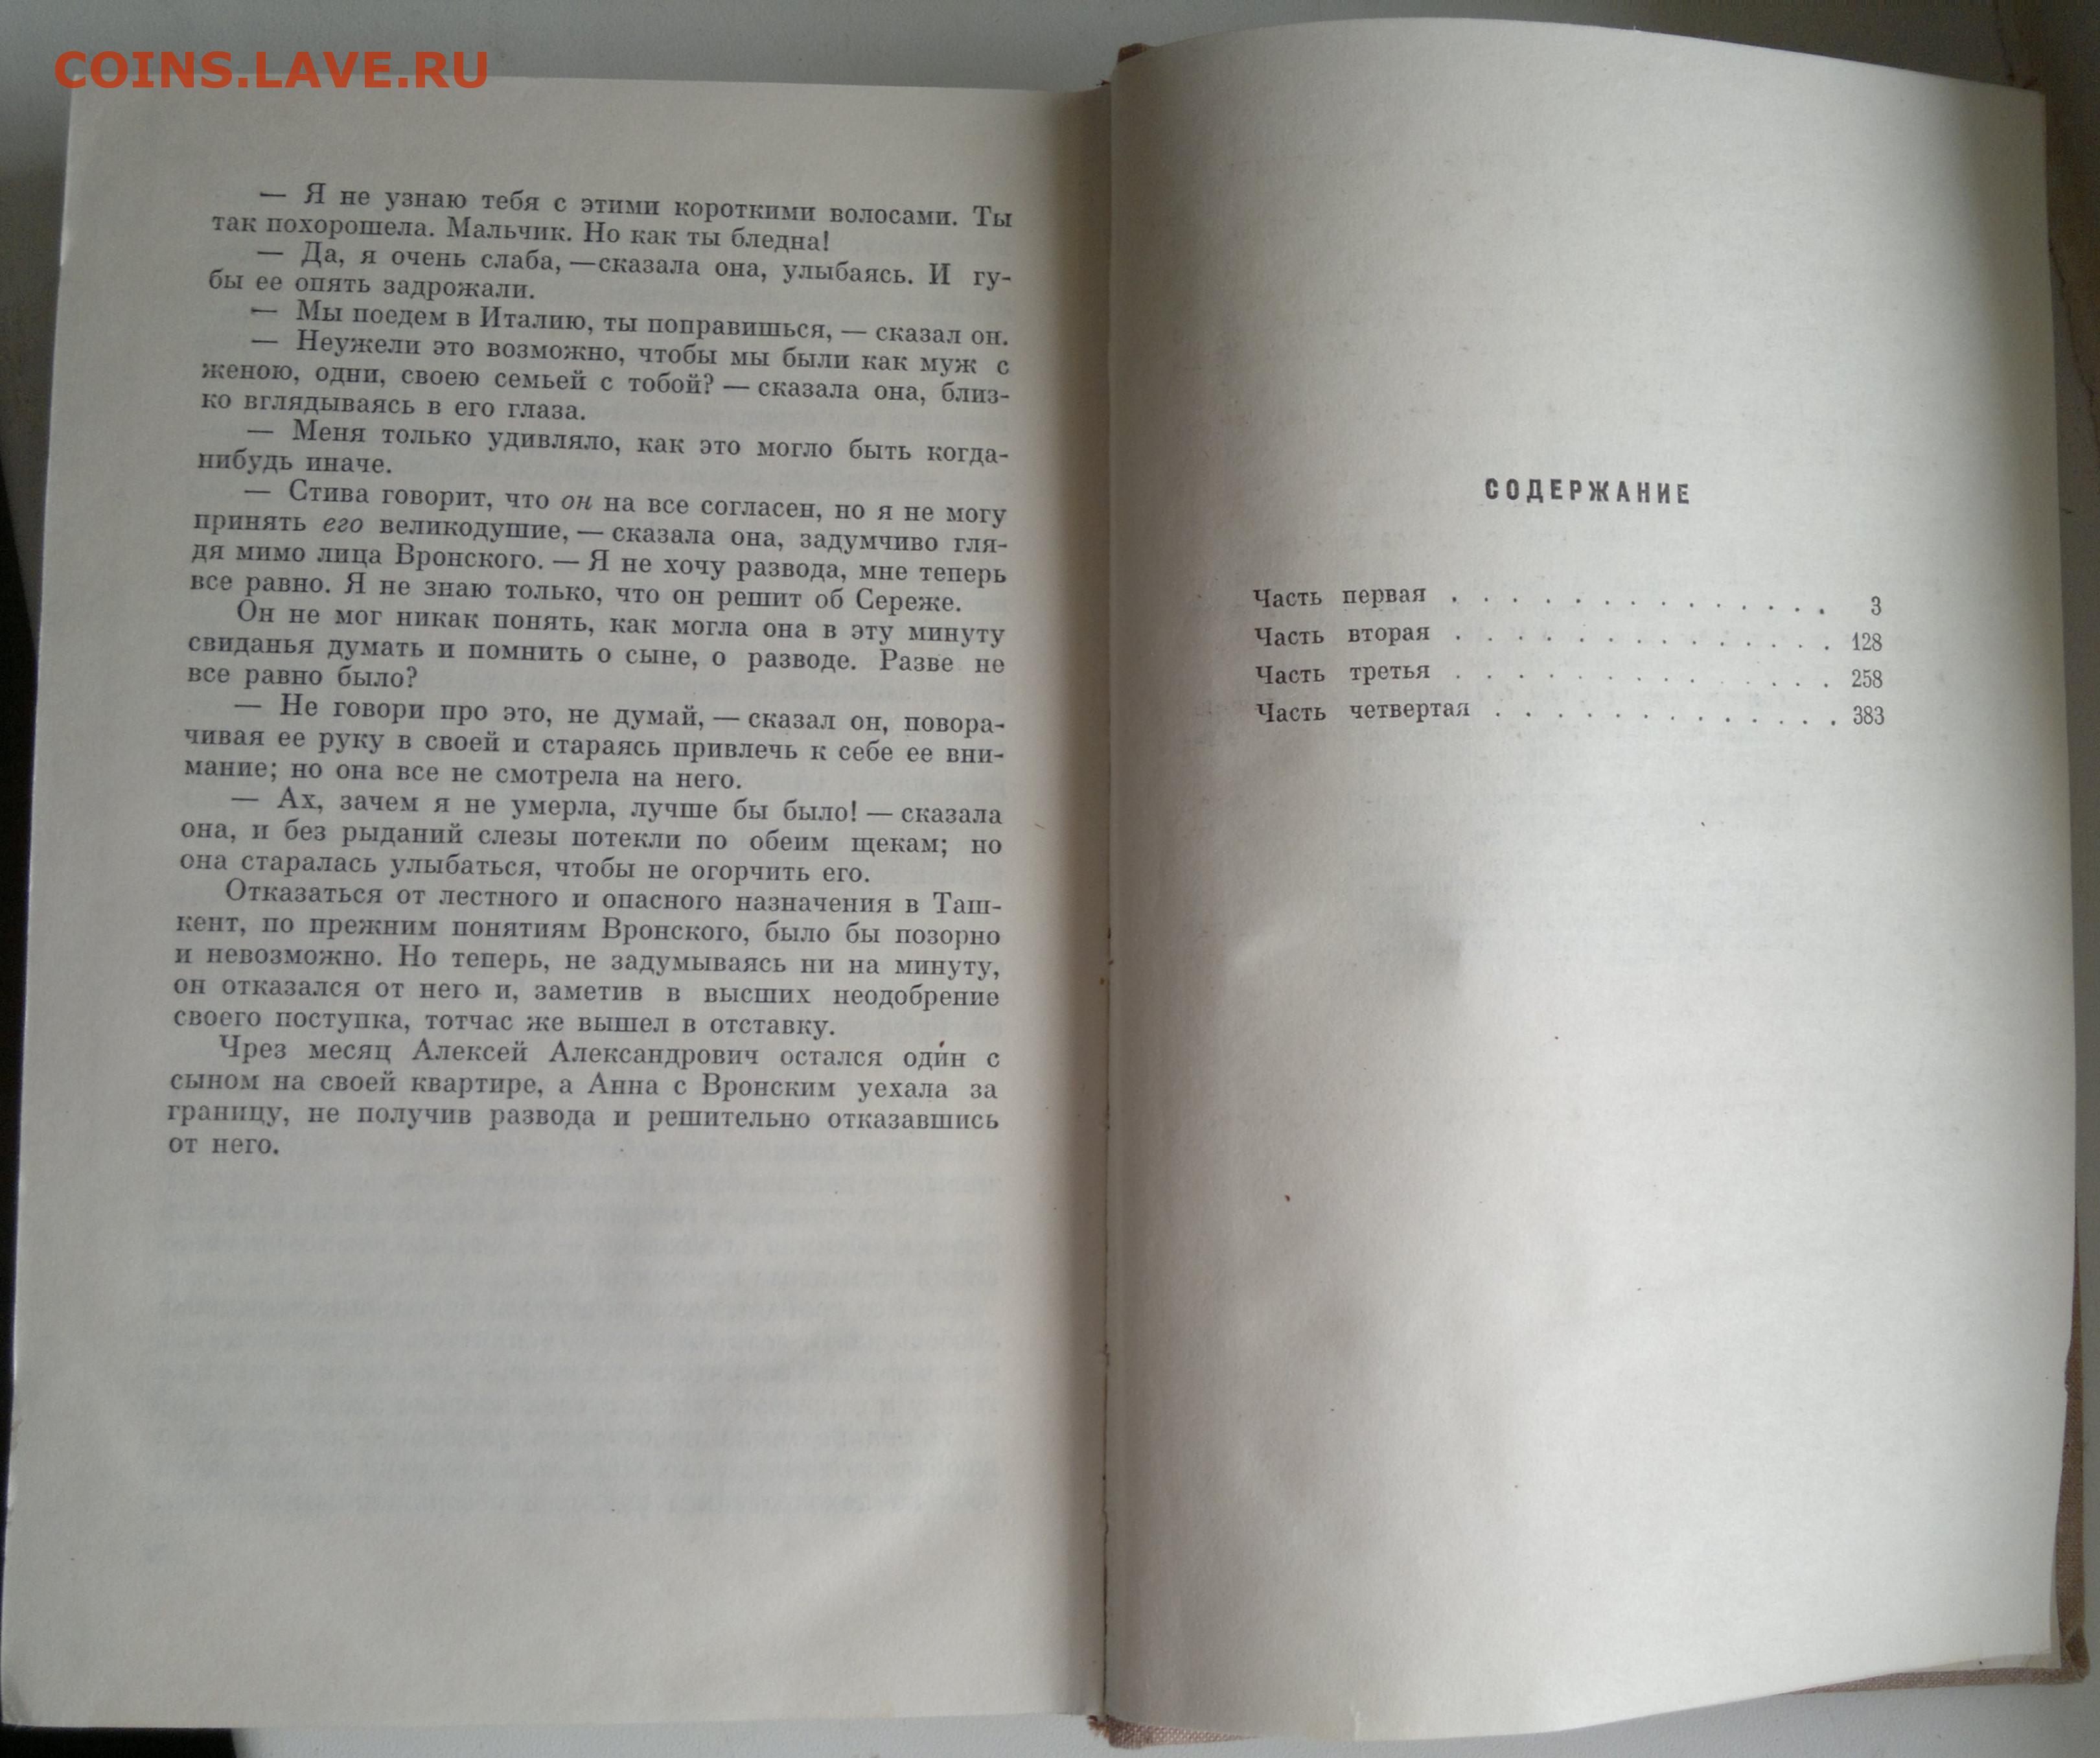 COINS.LAVE.RU
— Я не узнаю тебя с этими короткими волосами. Ты
так похорошела. Мальчик. Но как ты бледна!
— Да, я очень слаба, — сказала она, улыбаясь. И гу-
бы ее опять задрожали.
— Мы поедем в Италию, ты поправишься, — сказал он.
— Неужели это возможно, чтобы мы были как муж с
женою, одни, своею семьей с тобой? — сказала она, близ-
ко вглядываясь в его глаза.
— Меня только удивляло, как это могло быть когда-
нибудь иначе.
— Стива говорит, что он на все согласен, но я не могу
принять его великодушие, — сказала она, задумчиво гля-
дя мимо лица Вронского. — Я не хочу развода, мне теперь
все равно. Я не знаю только, что он решит об Сереже.
Он не мог никак понять, как могла она в эту минуту
свиданья думать и помнить о сыне, о разводе. Разве не
все равно было?
— Не говори про это, не думай, — сказал он, повора-
чивая ее руку в своей и стараясь привлечь к себе ее вни-
мание; но она все не смотрела на него.
— Ах, зачем я не умерла, лучше бы было! — сказала
она, и без рыданий слезы потекли по обеим щекам; но
она старалась улыбаться, чтобы не огорчить его.
Отказаться от лестного и опасного назначения в Таш-
кент, по прежним понятиям Вронского, было бы позорно
и невозможно. Но теперь, не задумываясь ни на минуту,
он отказался от него и, заметив в высших неодобрение
своего поступка, тотчас же вышел в отставку.
Чрез месяц Алексей Александрович остался один с
сыном на своей квартире, а Анна с Вронским уехала за
границу, не получив развода и решительно отказавшись
от него.
СОДЕРЖАНИЕ
Часть первая . . . . . . . . . . . . . 3
Часть вторая . . . . . . . . . . . . . 128
Часть третья . . . . . . . . . . . . . 258
Часть четвертая . . . . . . . . . . . . 383